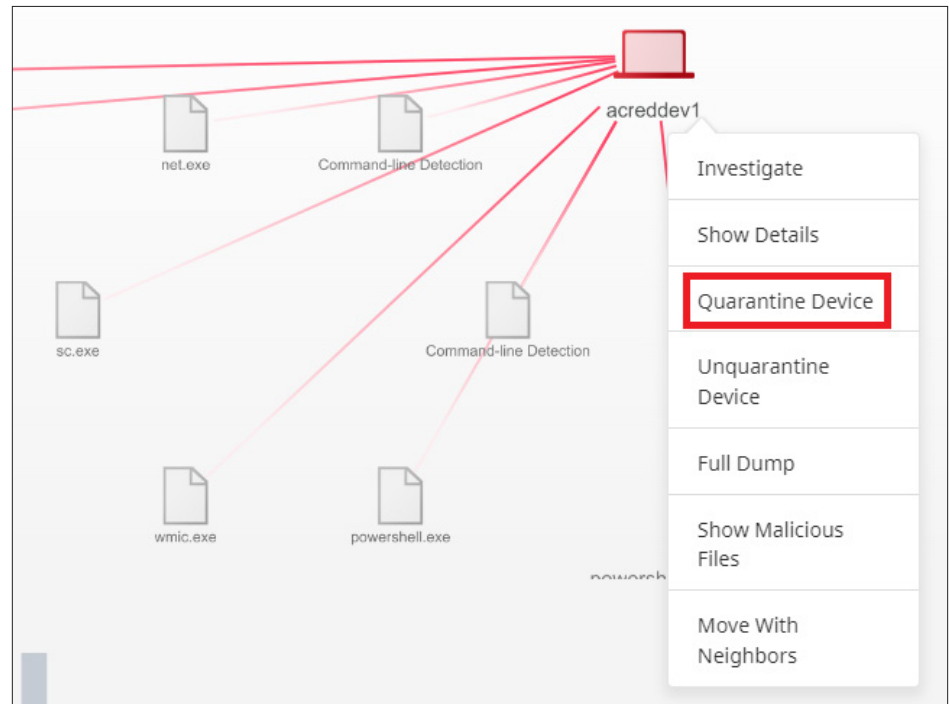 acreddev1
net.exe
Command-line Detection
Investigate
Show Details
Quarantine Device
sc.exe
Command-line Detection
Unquarantine
Device
Full Dump
wmic.exe
powershell.exe
Show Malicious
Files
powersh
Move With
Neighbors